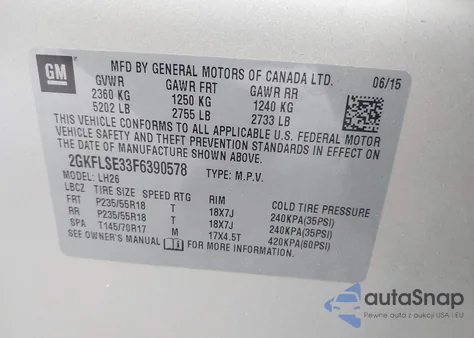 GM
MFD BY GENERAL MOTORS OF CANADA LTD. 06/15
GVWR GAWR FRT GAWR RR
2360 KG 1250 KG 1240 KG
5202 LB 2755 LB 2733 LB
THIS VEHICLE CONFORMS TO ALL APPLICABLE U.S. FEDERAL MOTOR
VEHICLE SAFETY AND THEFT PREVENTION STANDARDS IN EFFECT ON
THE DATE OF MANUFACTURE SHOWN ABOVE.
2GKFLSE33F6390578 TYPE: M.P.V.
MODEL: LH26
LBCZ TIRE SIZE SPEED RTG RIM COLD TIRE PRESSURE
FRT P235/55R18 T 18X7J 240KPA(35PSI)
RR P235/55R18 T 18X7J 240KPA(35PSI)
SPA T145/70R17 M 17X4.5T 420KPA(60PSI)
SEE OWNER'S MANUAL FOR MORE INFORMATION.
autoSnap
Pewne auta z USA i EU